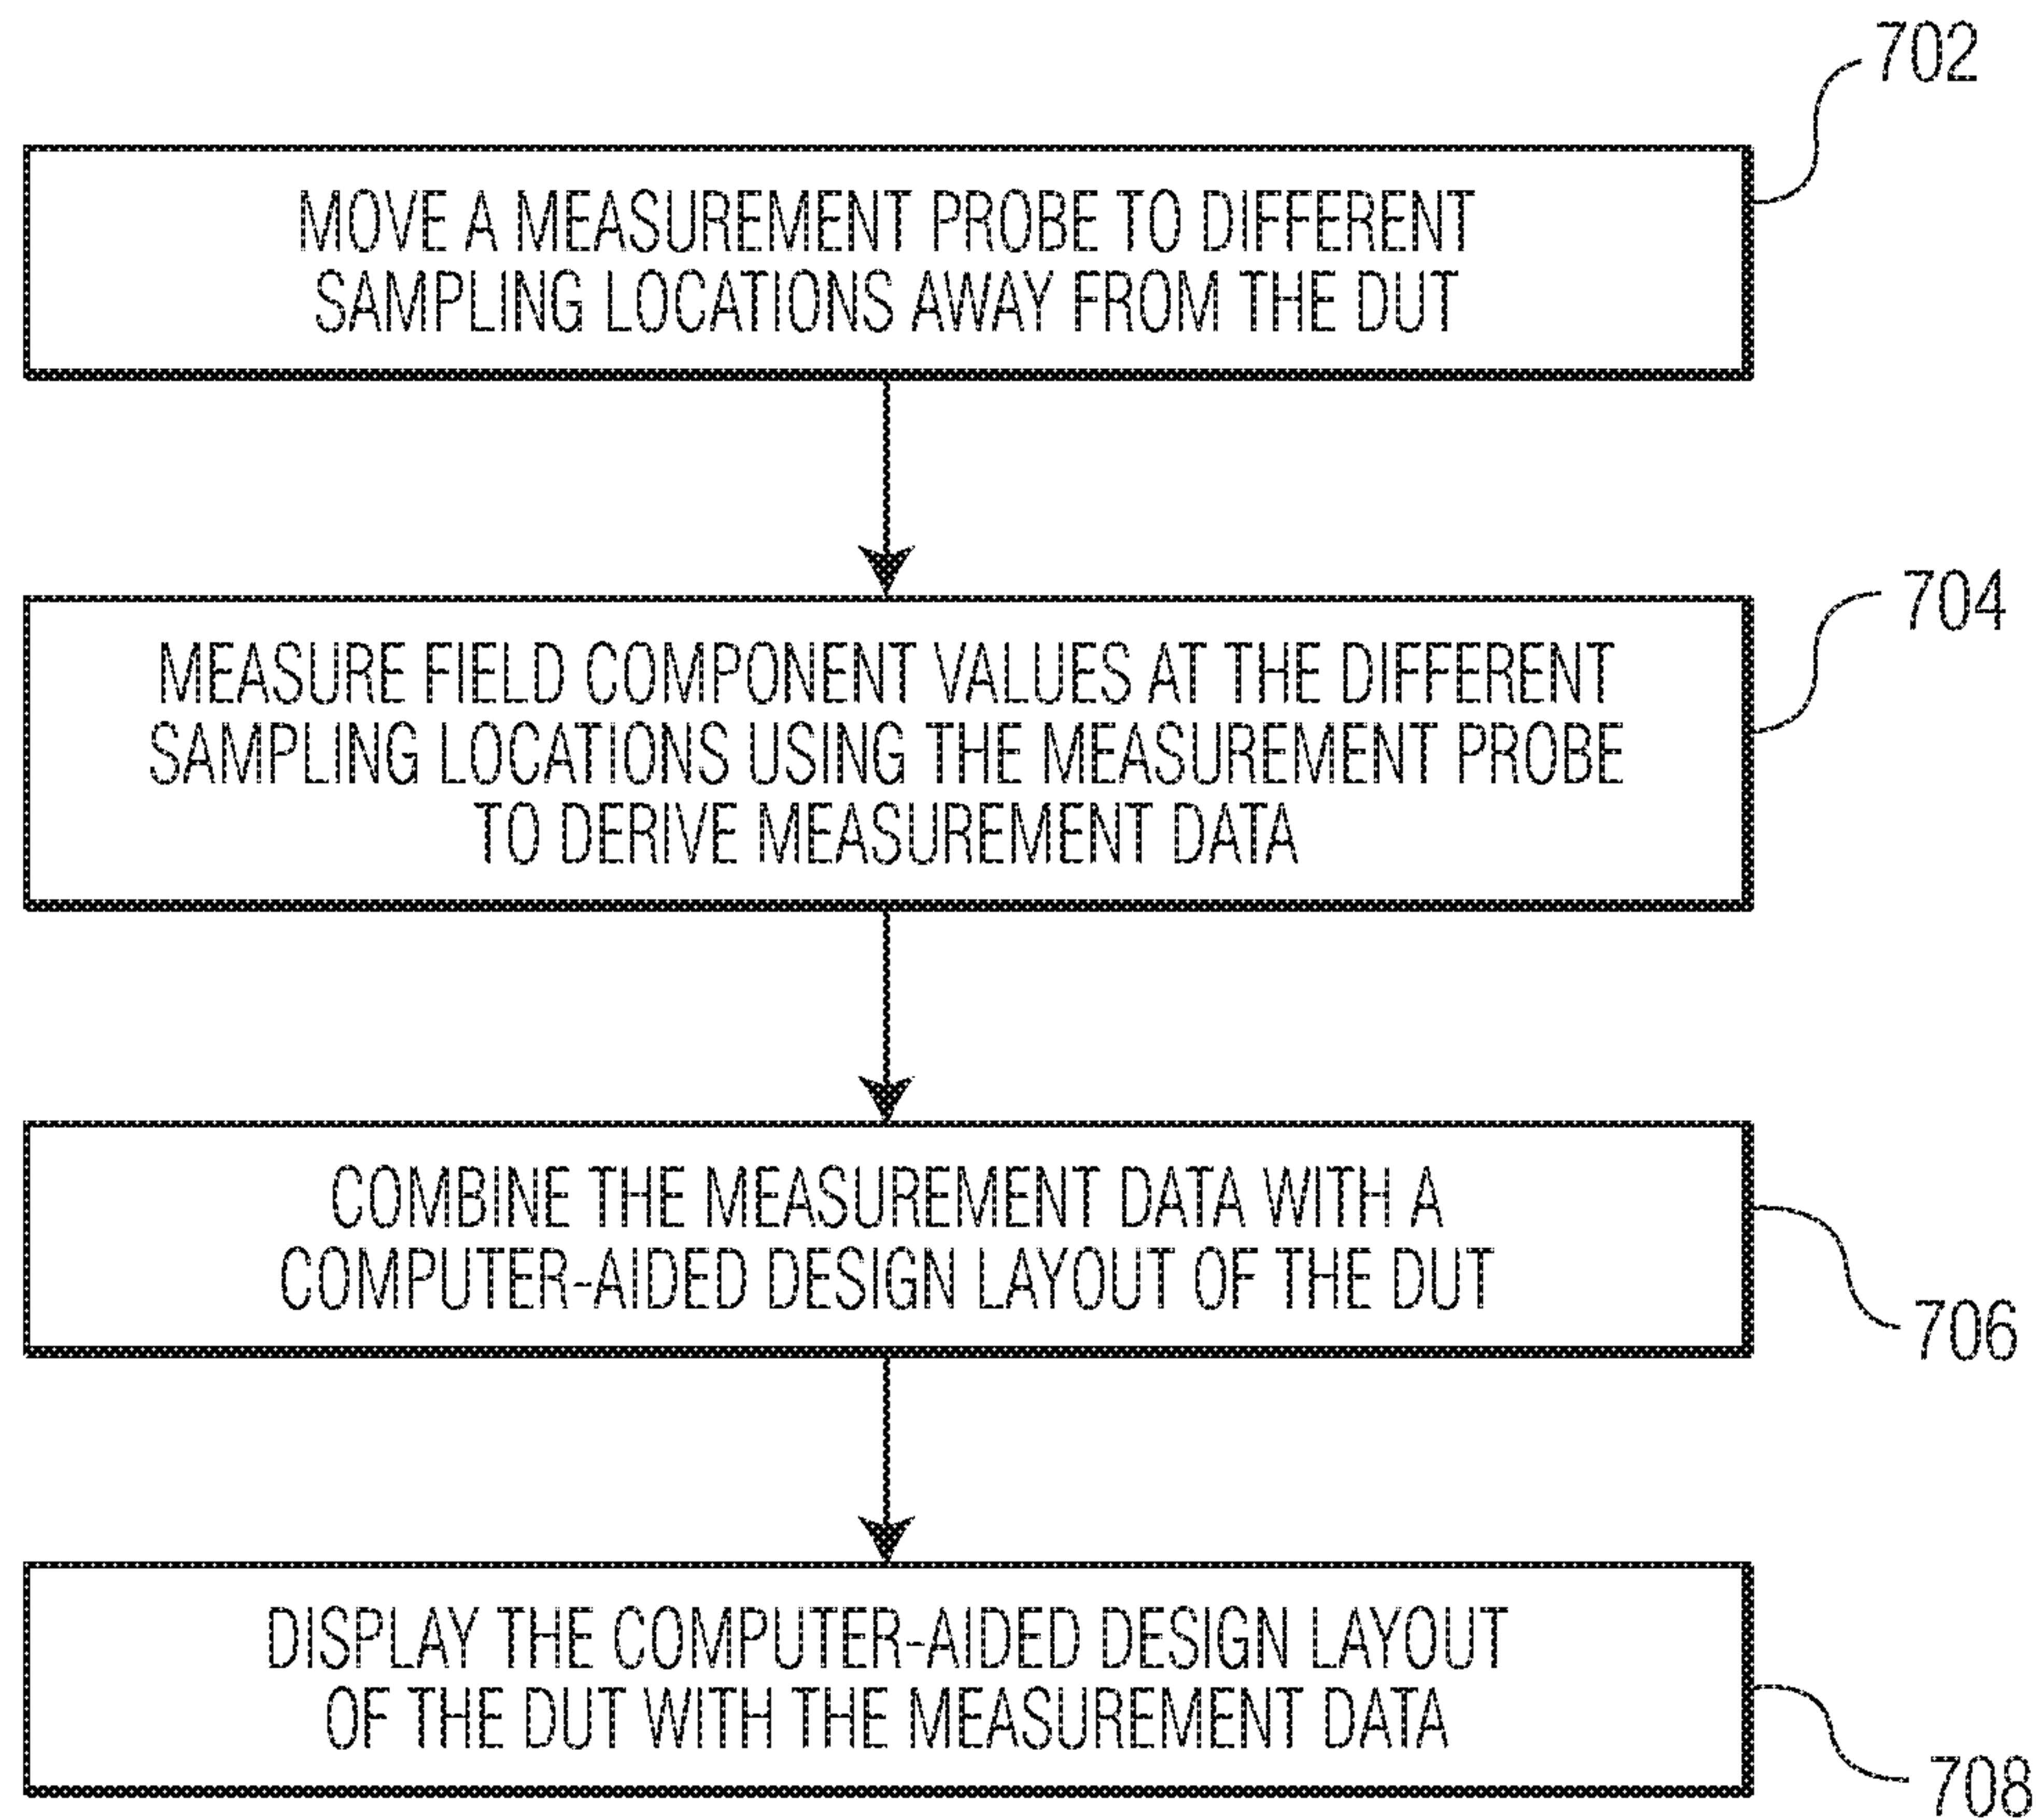 702
MOVE A MEASUREMENT PROBE TO DIFFERENT
SAMPLING LOCATIONS AWAY FROM THE DUT
704
MEASURE FIELD COMPONENT VALUES AT THE DIFFERENT
SAMPLING LOCATIONS USING THE MEASUREMENT PROBE
TO DERIVE MEASUREMENT DATA
COMBINE THE MEASUREMENT DATA WITH A
COMPUTER-AIDED DESIGN LAYOUT OF THE DUT
706
DISPLAY THE COMPUTER-AIDED DESIGN LAYOUT
OF THE DUT WITH THE MEASUREMENT DATA
708